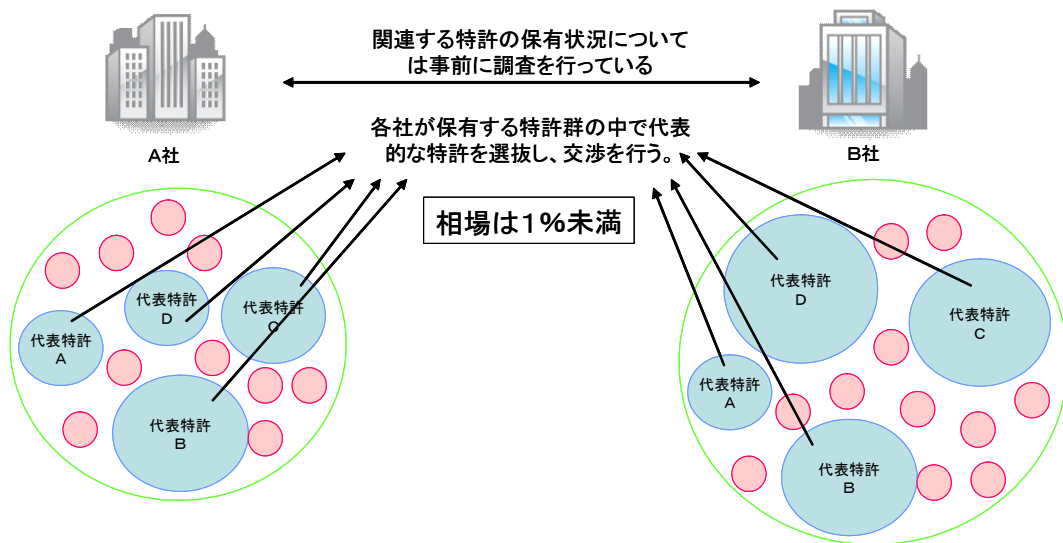 関連する特許の保有状況について
は事前に調査を行っている
A社
B社
各社が保有する特許群の中で代表
的な特許を選抜し、交渉を行う。
相場は1%未満
代表特許
D
代表特許
C
代表特許
A
代表特許
B
代表特許
D
代表特許
C
代表特許
A
代表特許
B